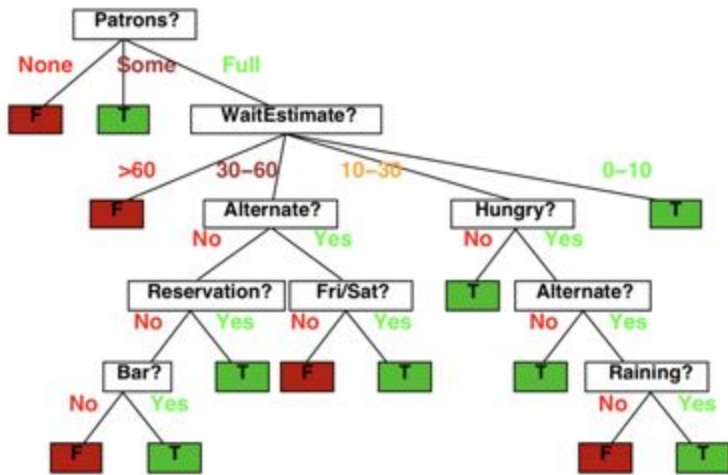 Patrons?
None Some Full
F T WaitEstimate?
>60 30–60 10–30 0–10
F Alternate? Hungry? T
No Yes No Yes
Reservation? Fri/Sat? T Alternate?
No Yes No Yes No Yes
Bar? T F T T Raining?
No Yes No Yes
F T F T